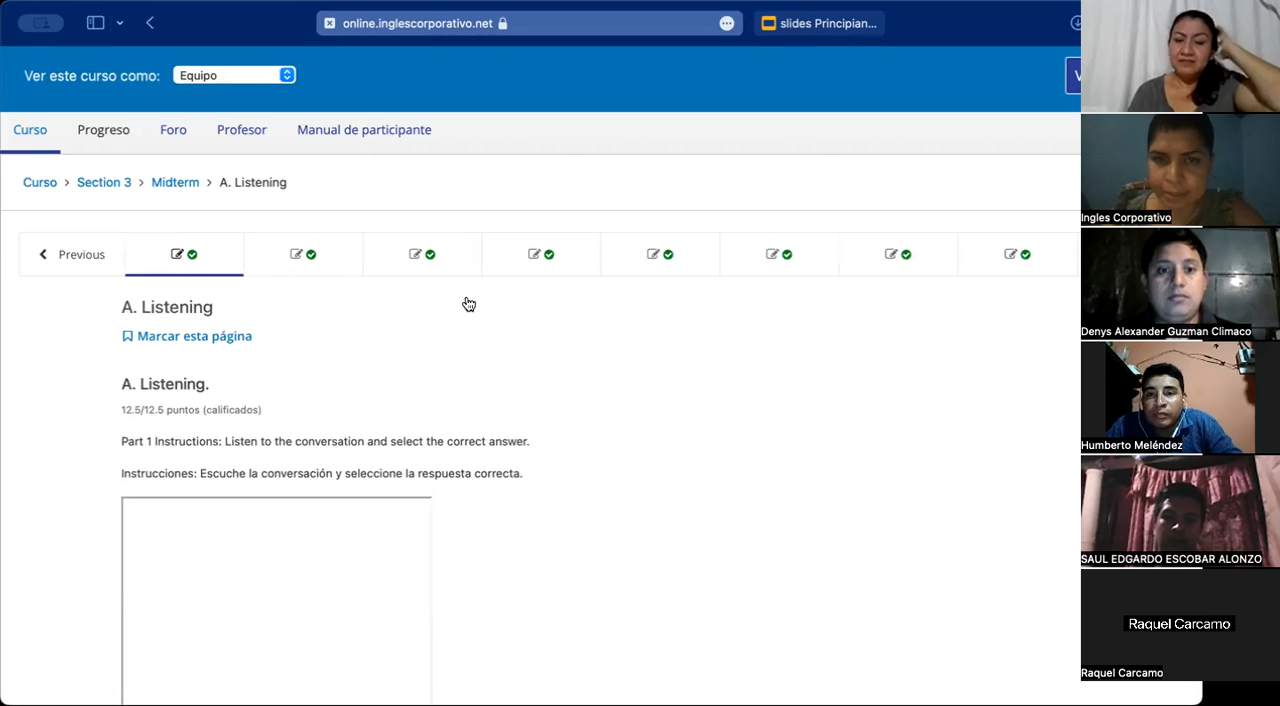 online.inglescorporativo.net
slides Principian...
Ver este curso como:
Equipo
V
Curso
Progreso
Foro
Profesor
Manual de participante
Curso > Section 3 > Midterm > A. Listening
Previous
A. Listening
Marcar esta página
A. Listening.
12.5/12.5 puntos (calificados)
Part 1 Instructions: Listen to the conversation and select the correct answer.
Instrucciones: Escuche la conversación y seleccione la respuesta correcta.
Ingles Corporativo
Denys Alexander Guzman Climaco
Humberto Meléndez
SAUL EDGARDO ESCOBAR ALONZO
Raquel Carcamo
Raquel Carcamo